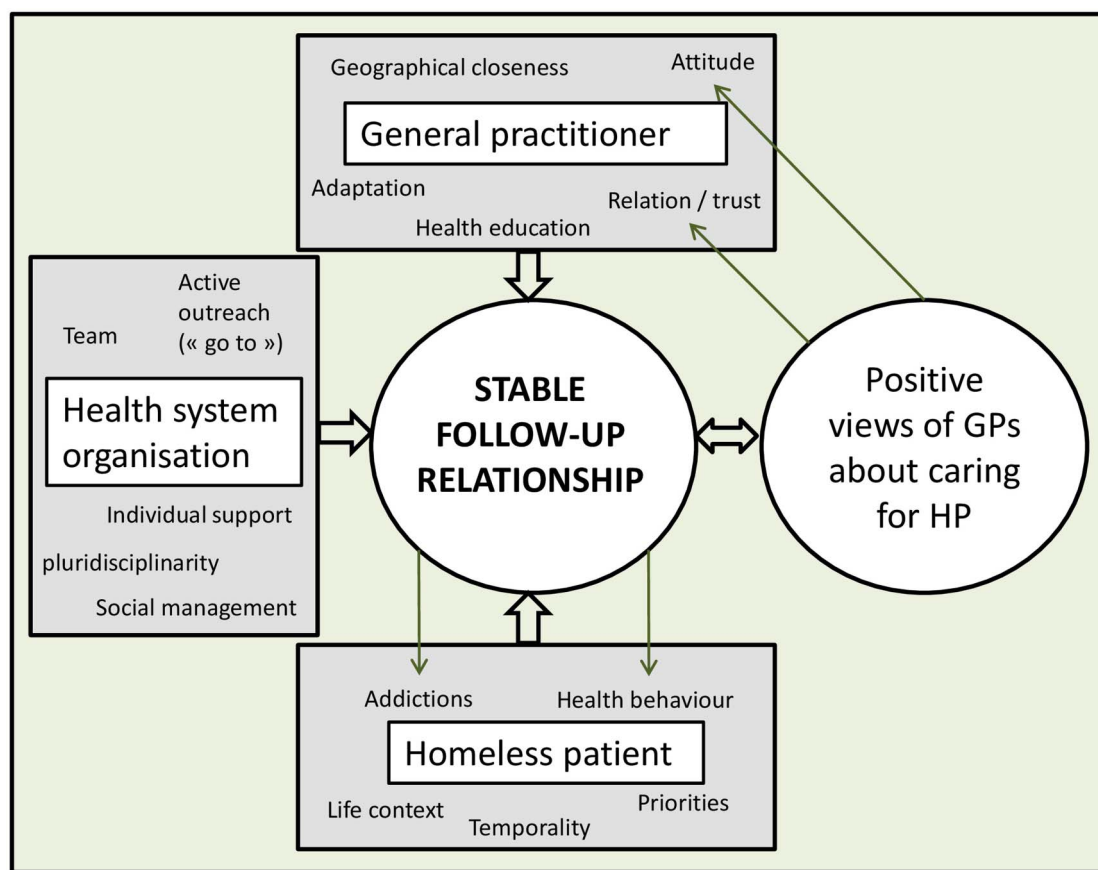 Geographical closeness
Attitude
General practitioner
Adaptation
Relation / trust
Health education
Active
outreach
(« go to »)
Team
Health system
organisation
Individual support
pluridisciplinarity
Social management
STABLE
FOLLOW-UP
RELATIONSHIP
Positive
views of GPs
about caring
for HP
Addictions
Health behaviour
Homeless patient
Life context
Priorities
Temporality